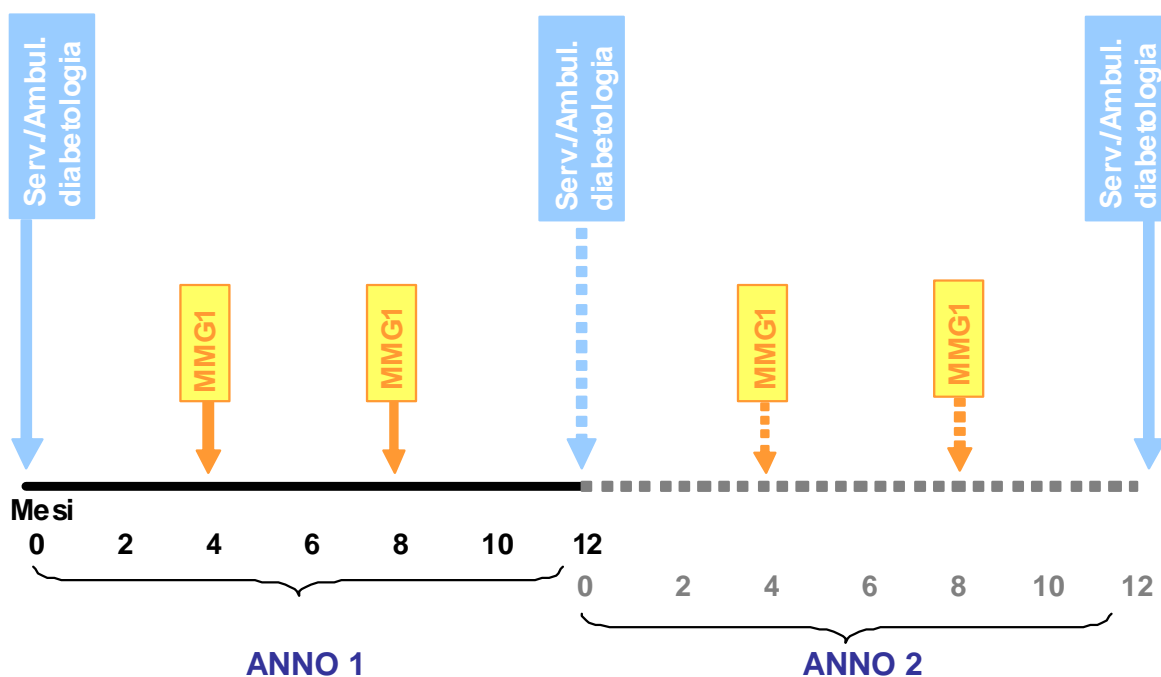 Serv./Ambul.
diabetologia
Serv./Ambul.
diabetologia
Serv./Ambul.
diabetologia
MMG1
MMG1
MMG1
MMG1
Mesi
0 2 4 6 8 10 12
0 2 4 6 8 10 12
ANNO 1 ANNO 2